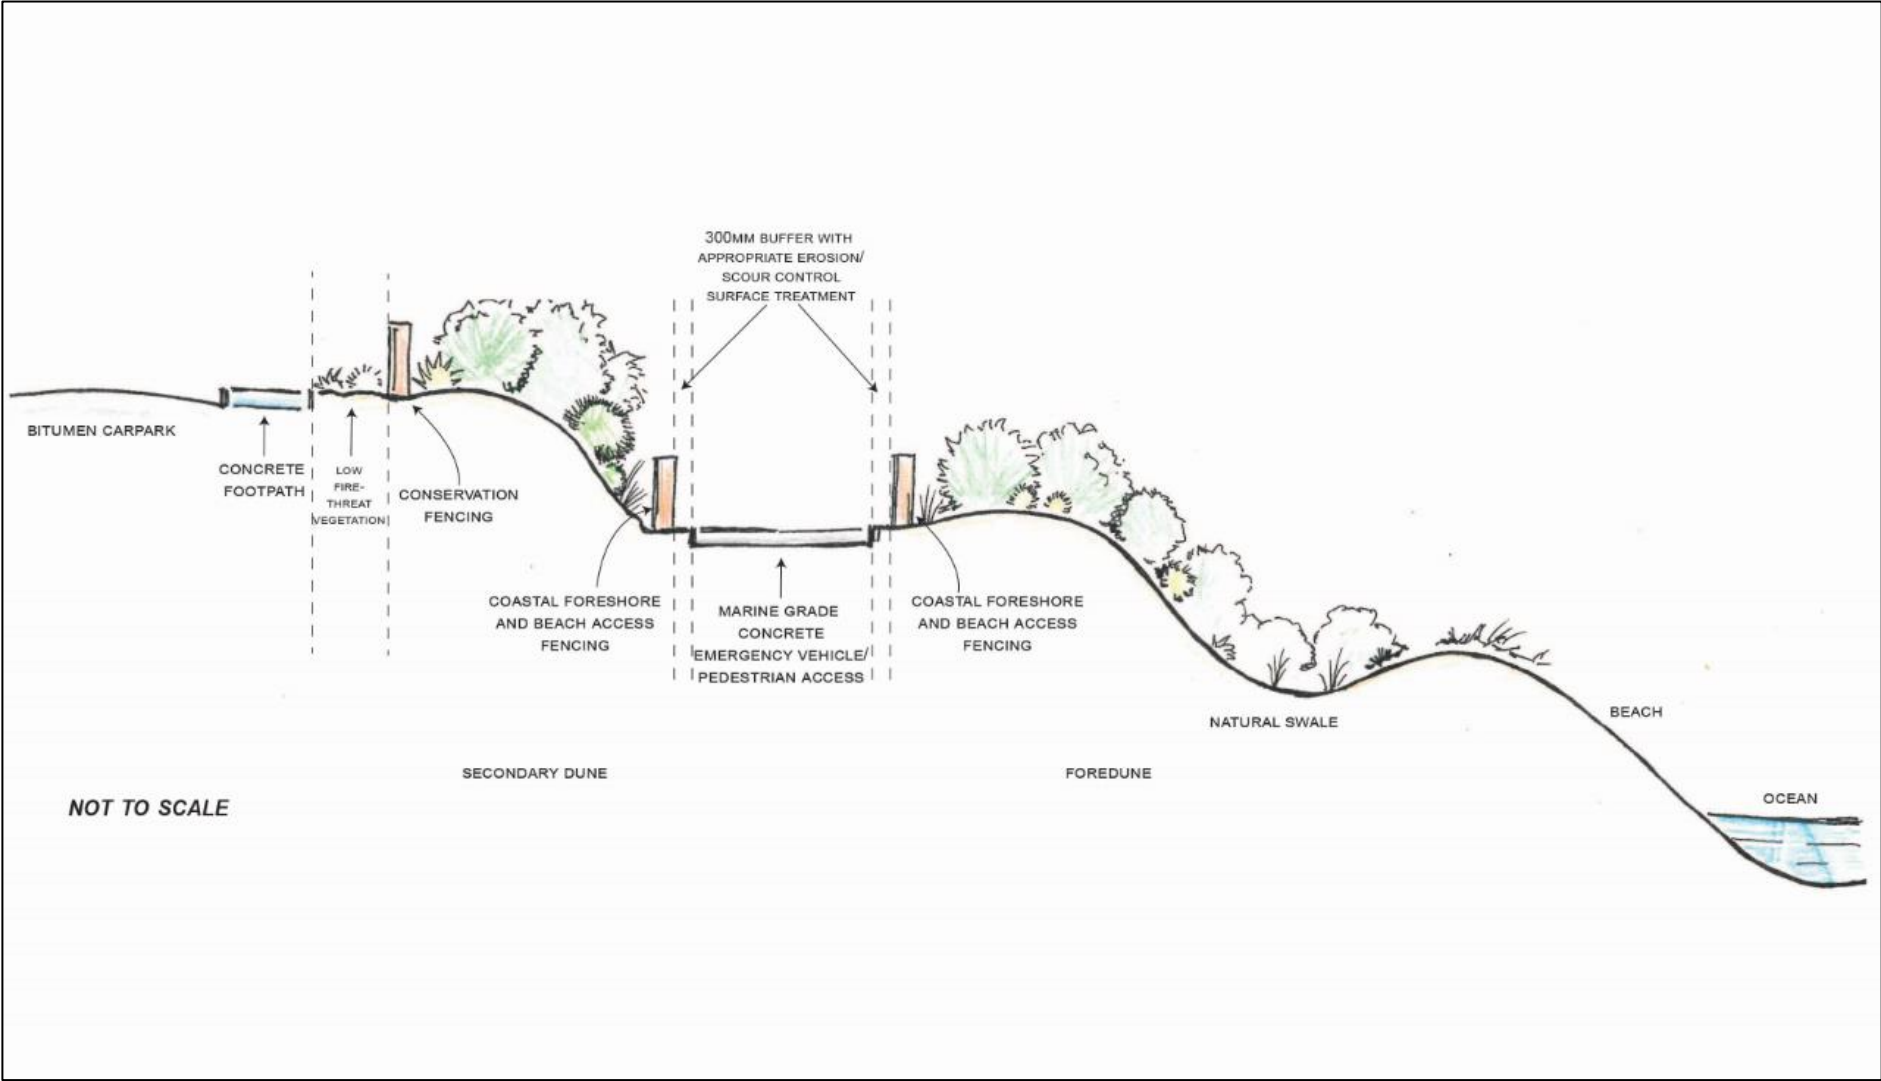 300MM BUFFER WITH
APPROPRIATE EROSION/
SCOUR CONTROL
SURFACE TREATMENT
BITUMEN CARPARK
CONCRETE
FOOTPATH
LOW
FIRE-
THREAT
VEGETATION
CONSERVATION
FENCING
COASTAL FORESHORE
AND BEACH ACCESS
FENCING
MARINE GRADE
CONCRETE
EMERGENCY VEHICLE/
PEDESTRIAN ACCESS
COASTAL FORESHORE
AND BEACH ACCESS
FENCING
NATURAL SWALE
BEACH
SECONDARY DUNE
FOREDUNE
OCEAN
NOT TO SCALE